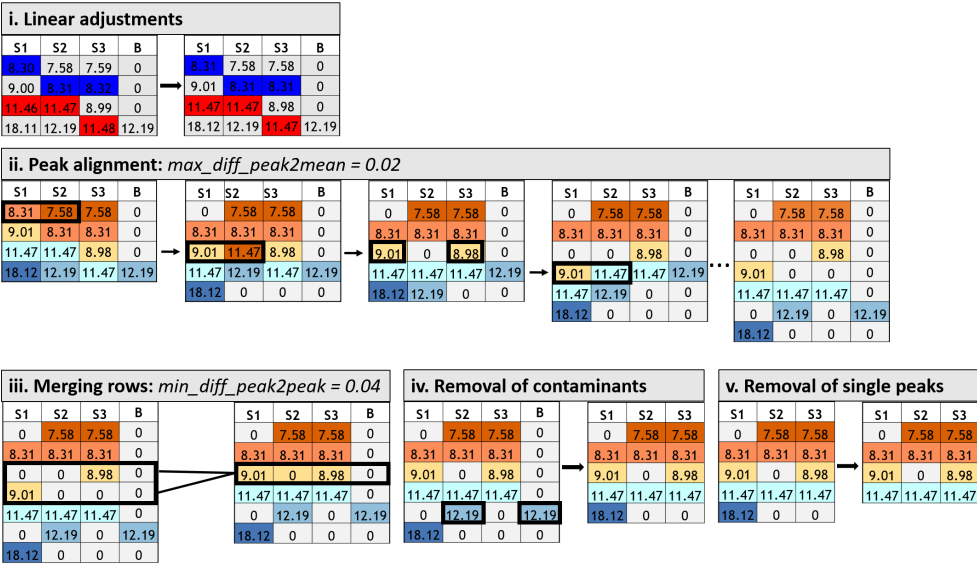 i. Linear adjustments
S1 S2 S3 B
8.30 7.58 7.59 0
9.00 8.31 8.32 0
11.46 11.47 8.99 0
18.11 12.19 11.48 12.19
S1 S2 S3 B
8.31 7.58 7.58 0
9.01 8.31 8.31 0
11.47 11.47 8.98 0
18.12 12.19 11.47 12.19
ii. Peak alignment: max_diff_peak2mean = 0.02
S1 S2 S3 B
8.31 7.58 7.58 0
9.01 8.31 8.31 0
11.47 11.47 8.98 0
18.12 12.19 11.47 12.19
S1 S2 S3 B
0 7.58 7.58 0
8.31 8.31 8.31 0
9.01 11.47 8.98 0
11.47 12.19 11.47 12.19
18.12 0 0 0
S1 S2 S3 B
0 7.58 7.58 0
8.31 8.31 8.31 0
9.01 0 8.98 0
11.47 11.47 11.47 12.19
18.12 12.19 0 0
S1 S2 S3 B
0 7.58 7.58 0
8.31 8.31 8.31 0
0 0 8.98 0
9.01 11.47 11.47 12.19
11.47 12.19 0 0
18.12 0 0 0
...
S1 S2 S3 B
0 7.58 7.58 0
8.31 8.31 8.31 0
0 0 8.98 0
9.01 0 0 0
11.47 11.47 11.47 0
0 12.19 0 12.19
18.12 0 0 0
iii. Merging rows: min_diff_peak2peak = 0.04
S1 S2 S3 B
0 7.58 7.58 0
8.31 8.31 8.31 0
0 0 8.98 0
9.01 0 0 0
11.47 11.47 11.47 0
0 12.19 0 12.19
18.12 0 0 0
S1 S2 S3 B
0 7.58 7.58 0
8.31 8.31 8.31 0
9.01 0 8.98 0
11.47 11.47 11.47 0
0 12.19 0 12.19
18.12 0 0 0
iv. Removal of contaminants
S1 S2 S3 B
0 7.58 7.58 0
8.31 8.31 8.31 0
9.01 0 8.98 0
11.47 11.47 11.47 0
0 12.19 0 12.19
18.12 0 0 0
S1 S2 S3
0 7.58 7.58
8.31 8.31 8.31
9.01 0 8.98
11.47 11.47 11.47
18.12 0 0
v. Removal of single peaks
S1 S2 S3
0 7.58 7.58
8.31 8.31 8.31
9.01 0 8.98
11.47 11.47 11.47
18.12 0 0
S1 S2 S3
0 7.58 7.58
8.31 8.31 8.31
9.01 0 8.98
11.47 11.47 11.47